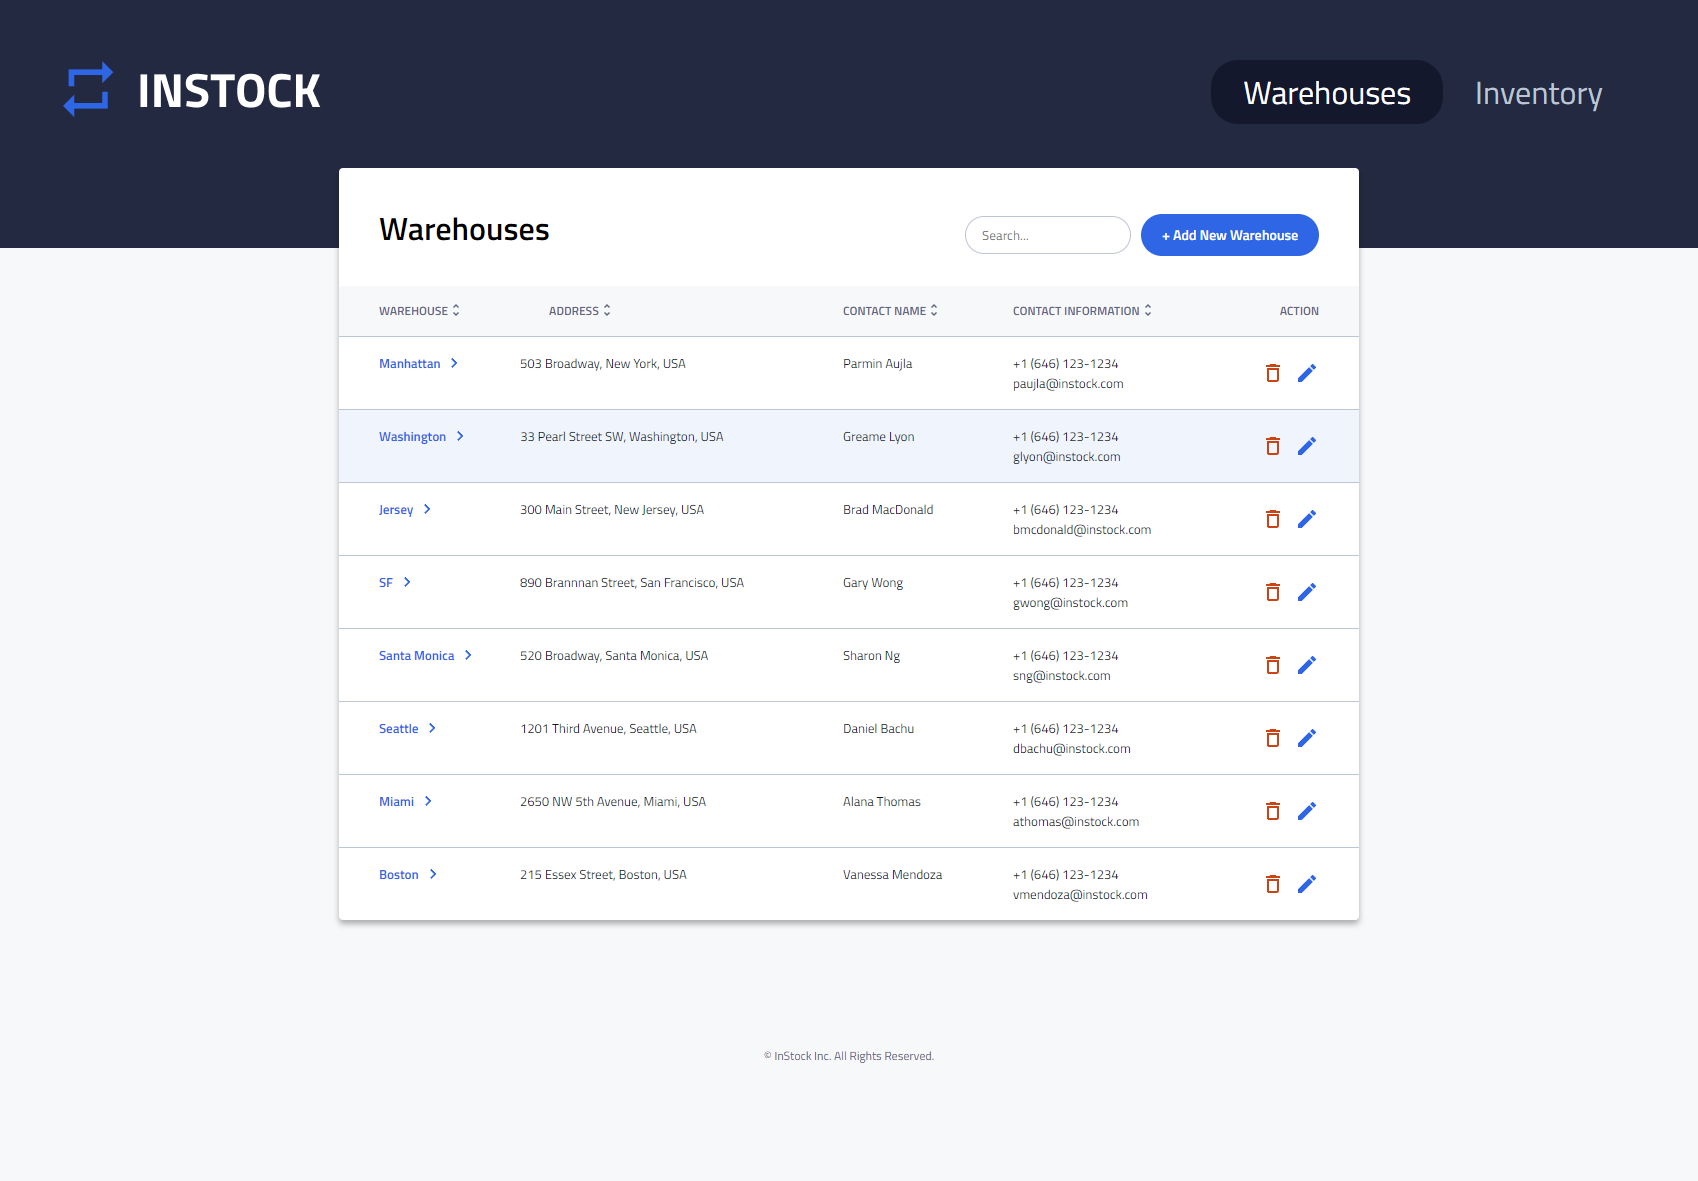 INSTOCK
Warehouses Inventory
Warehouses
Search...
+ Add New Warehouse
WAREHOUSE ADDRESS CONTACT NAME CONTACT INFORMATION ACTION
Manhattan 503 Broadway, New York, USA Parmin Aujla +1 (646) 123-1234
paujla@instock.com
Washington 33 Pearl Street SW, Washington, USA Greame Lyon +1 (646) 123-1234
glyon@instock.com
Jersey 300 Main Street, New Jersey, USA Brad MacDonald +1 (646) 123-1234
bmcdonald@instock.com
SF 890 Brannnan Street, San Francisco, USA Gary Wong +1 (646) 123-1234
gwong@instock.com
Santa Monica 520 Broadway, Santa Monica, USA Sharon Ng +1 (646) 123-1234
sng@instock.com
Seattle 1201 Third Avenue, Seattle, USA Daniel Bachu +1 (646) 123-1234
dbachu@instock.com
Miami 2650 NW 5th Avenue, Miami, USA Alana Thomas +1 (646) 123-1234
athomas@instock.com
Boston 215 Essex Street, Boston, USA Vanessa Mendoza +1 (646) 123-1234
vmendoza@instock.com
© InStock Inc. All Rights Reserved.